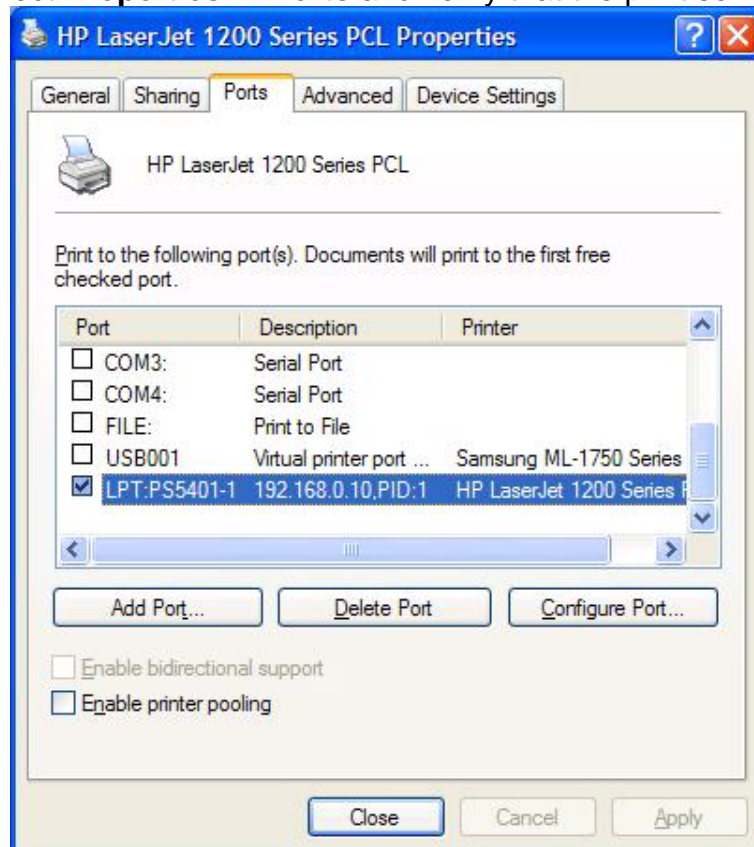 HP LaserJet 1200 Series PCL Properties
General Sharing Ports Advanced Device Settings
HP LaserJet 1200 Series PCL
Print to the following port(s). Documents will print to the first free
checked port.
Port Description Printer
COM3: Serial Port
COM4: Serial Port
FILE: Print to File
USB001 Virtual printer port ... Samsung ML-1750 Series
LPT:PS5401-1 192.168.0.10,PID:1 HP LaserJet 1200 Series
Add Port... Delete Port Configure Port...
Enable bidirectional support
Enable printer pooling
Close Cancel Apply